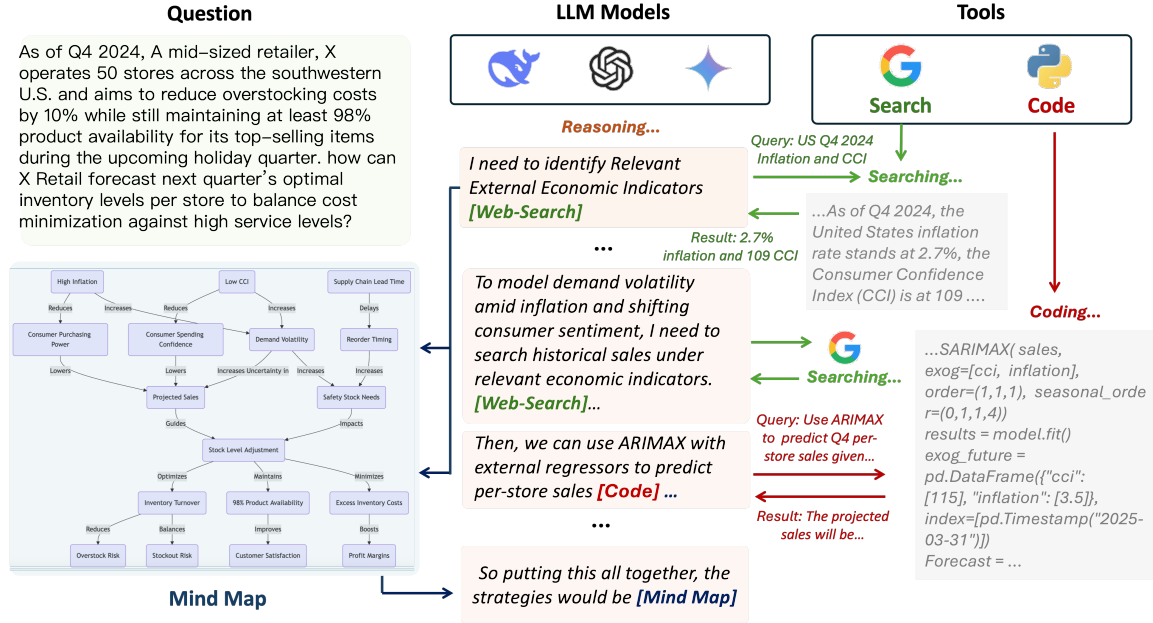 Question
As of Q4 2024, A mid-sized retailer, X
operates 50 stores across the southwestern
U.S. and aims to reduce overstocking costs
by 10% while still maintaining at least 98%
product availability for its top-selling items
during the upcoming holiday quarter. how can
X Retail forecast next quarter's optimal
inventory levels per store to balance cost
minimization against high service levels?
High Inflation
Low CCI
Supply Chain Lead Time
Reduces
Increases
Reduces
Increases
Delays
Consumer Purchasing
Power
Consumer Spending
Confidence
Demand Volatility
Reorder Timing
Lowers
Lowers
Increases Uncertainty In
Increases
Increases
Projected Sales
Safety Stock Needs
Guides
Impacts
Stock Level Adjustment
Optimizes
Maintains
Minimizes
Inventory Turnover
98% Product Availability
Excess Inventory Costs
Reduces
Balances
Improves
Boosts
Overstock Risk
Stockout Risk
Customer Satisfaction
Profit Margins
Mind Map
LLM Models
Reasoning...
I need to identify Relevant
External Economic Indicators
[Web-Search]
...
To model demand volatility
amid inflation and shifting
consumer sentiment, I need to
search historical sales under
relevant economic indicators.
[Web-Search]...
Then, we can use ARIMAX with
external regressors to predict
per-store sales [Code] ...
...
So putting this all together, the
strategies would be [Mind Map]
Tools
Search
Code
Query: US Q4 2024
Inflation and CCI
Searching...
Result: 2.7%
inflation and 109 CCI
...As of Q4 2024, the
United States inflation
rate stands at 2.7%, the
Consumer Confidence
Index (CCI) is at 109 ....
Searching...
Coding...
Query: Use ARIMAX
to predict Q4 per-
store sales given...
Result: The projected
sales will be...
...SARIMAX( sales,
exog=[cci, inflation],
order=(1,1,1), seasonal_orde
r=(0,1,1,4))
results = model.fit()
exog_future =
pd.DataFrame({"cci":
[115], "inflation": [3.5]},
index=[pd.Timestamp("2025-
03-31")])
Forecast = ...